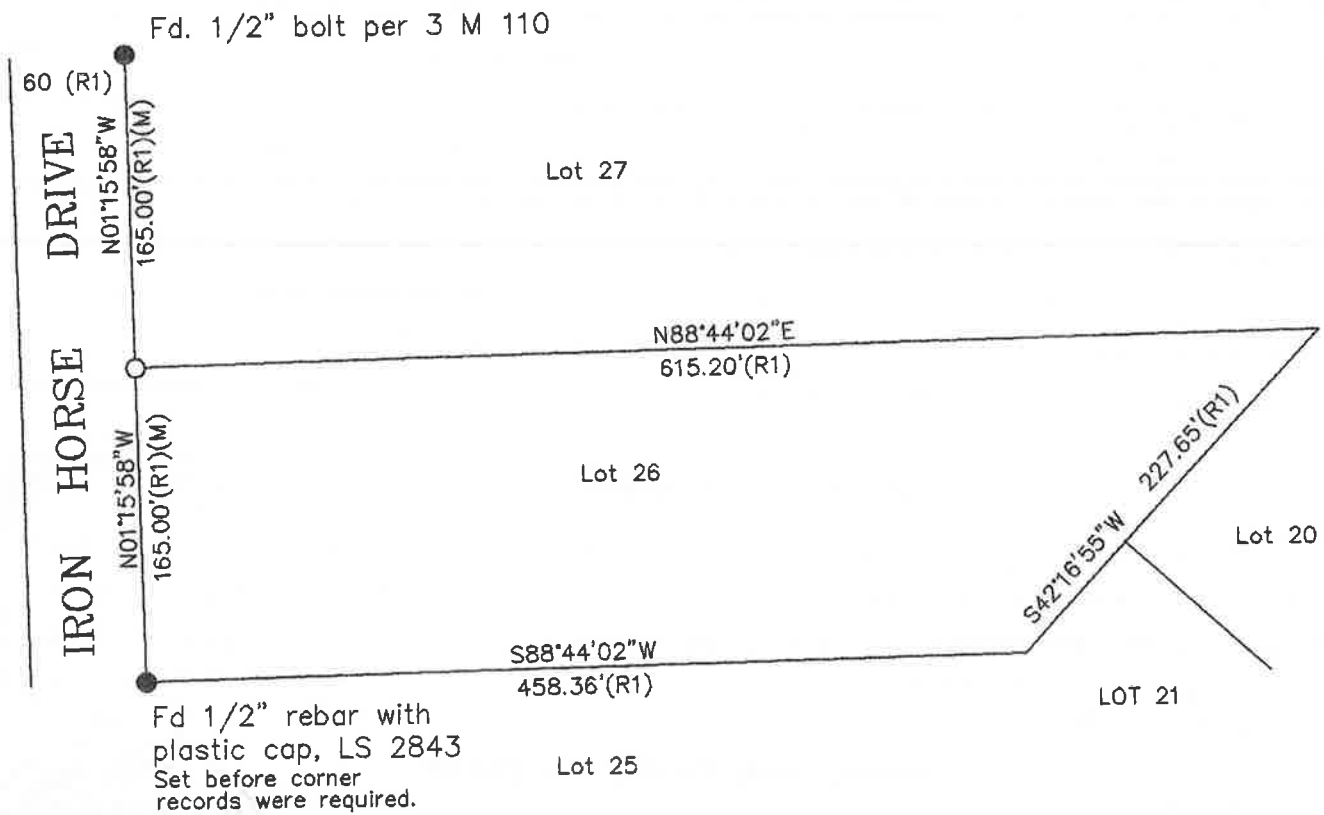 Fd. 1/2" bolt per 3 M 110
60 (R1)
N01°15'58"W
165.00'(R1)(M)
Lot 27
IRON HORSE DRIVE
N88°44'02"E
615.20'(R1)
N01°15'58"W
165.00'(R1)(M)
Lot 26
227.65'(R1)
S42°16'55"W
Lot 20
S88°44'02"W
458.36'(R1)
LOT 21
Fd 1/2" rebar with
plastic cap, LS 2843
Set before corner
records were required.
Lot 25